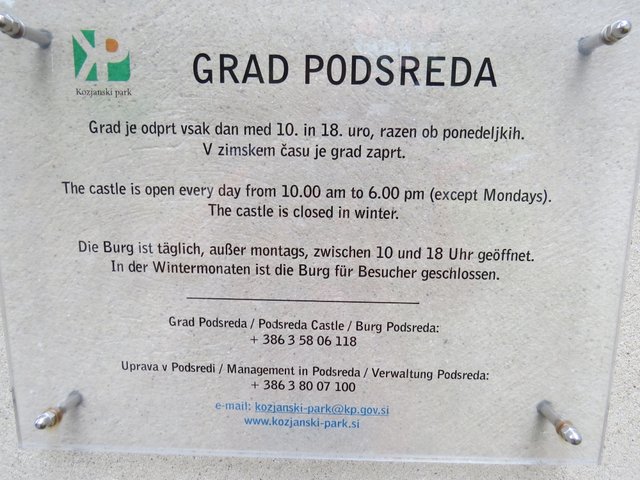 Kozjanski park
GRAD PODSREDA
Grad je odprt vsak dan med 10. in 18. uro, razen ob ponedeljkih.
V zimskem času je grad zaprt.
The castle is open every day from 10.00 am to 6.00 pm (except Mondays).
The castle is closed in winter.
Die Burg ist täglich, außer montags, zwischen 10 und 18 Uhr geöffnet.
In der Wintermonaten ist die Burg für Besucher geschlossen.
Grad Podsreda / Podsreda Castle / Burg Podsreda:
+ 386 3 58 06 118
Uprava v Podsredi / Management in Podsreda / Verwaltung Podsreda:
+ 386 3 80 07 100
e-mail: kozjanski-park@kp.gov.si
www.kozjanski-park.si